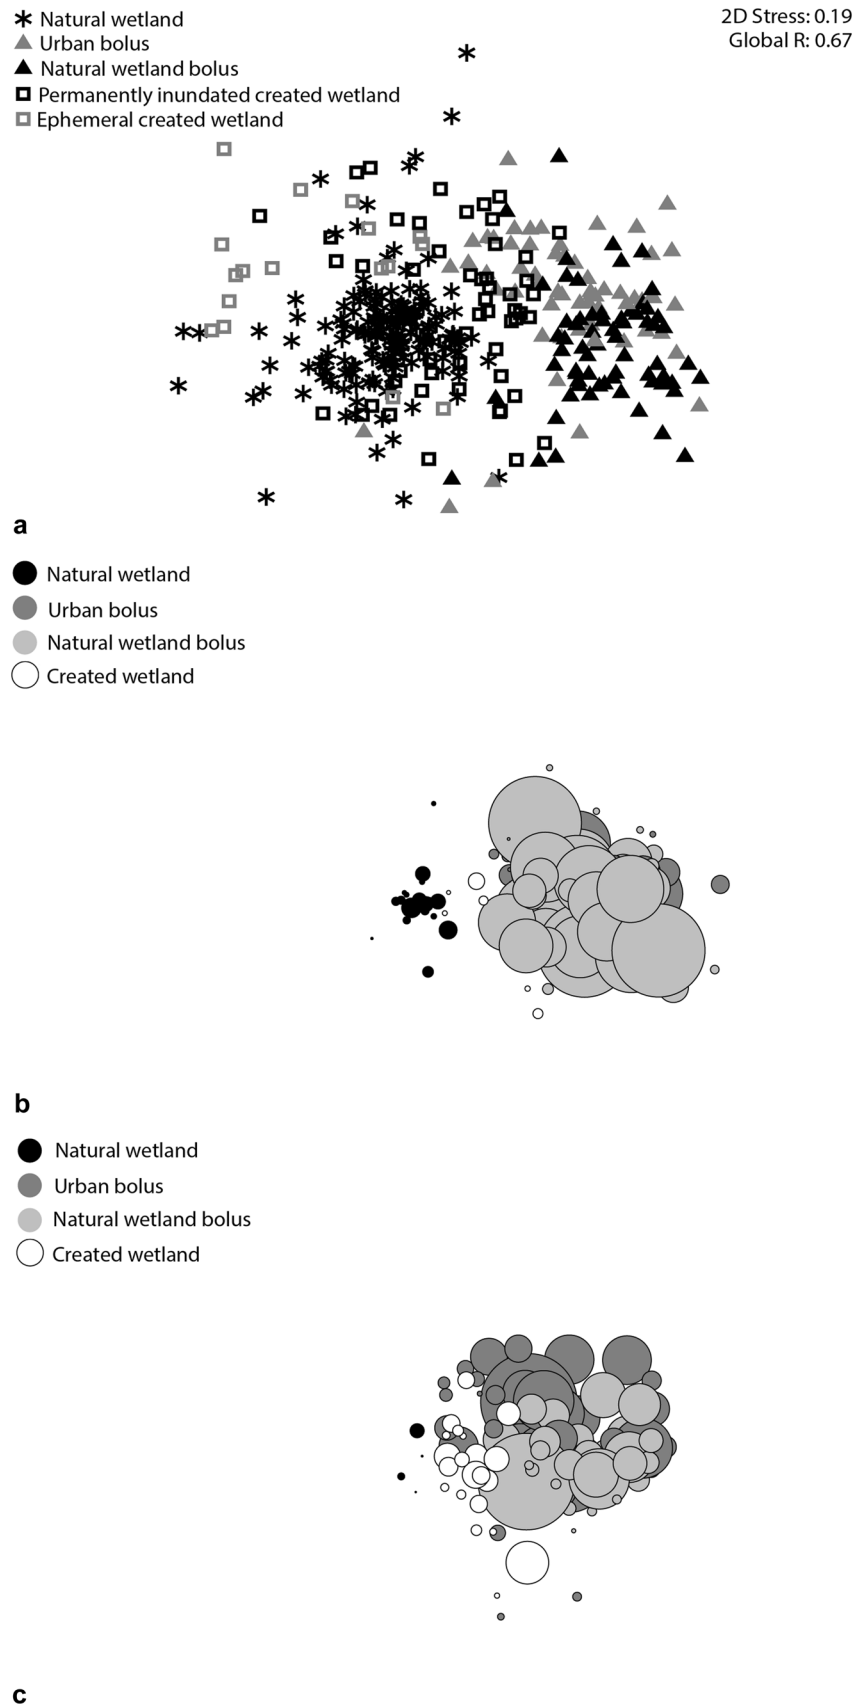 Natural wetland
2D Stress: 0.19
Urban bolus
Global R: 0.67
Natural wetland bolus
Permanently inundated created wetland
Ephemeral created wetland
a
Natural wetland
Urban bolus
Natural wetland bolus
Created wetland
b
Natural wetland
Urban bolus
Natural wetland bolus
Created wetland
c